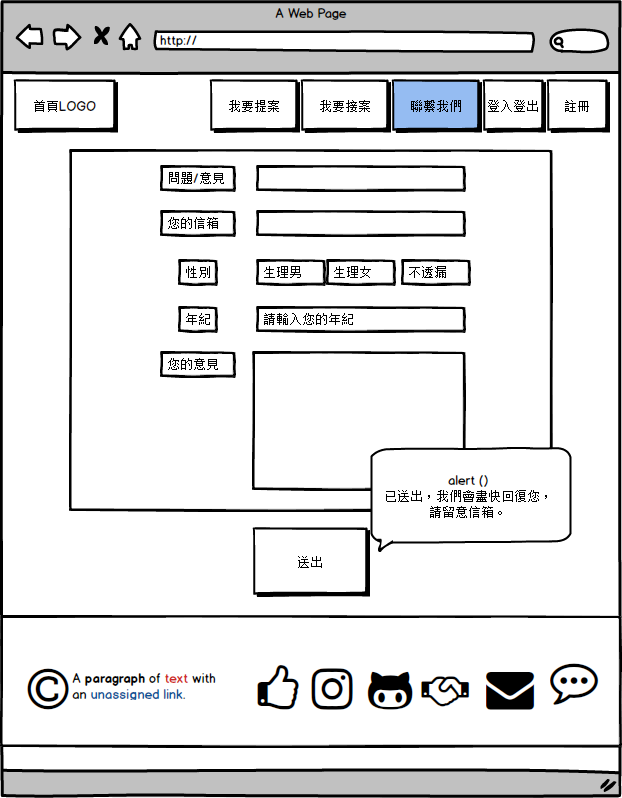 A Web Page
http://
首頁LOGO
我要提案
我要接案
聯繫我們
登入登出
註冊
問題/意見
您的信箱
性別
生理男
生理女
不透漏
年紀
請輸入您的年紀
您的意見
alert ()
已送出，我們會盡快回復您，
請留意信箱。
送出
A paragraph of text with
an unassigned link.